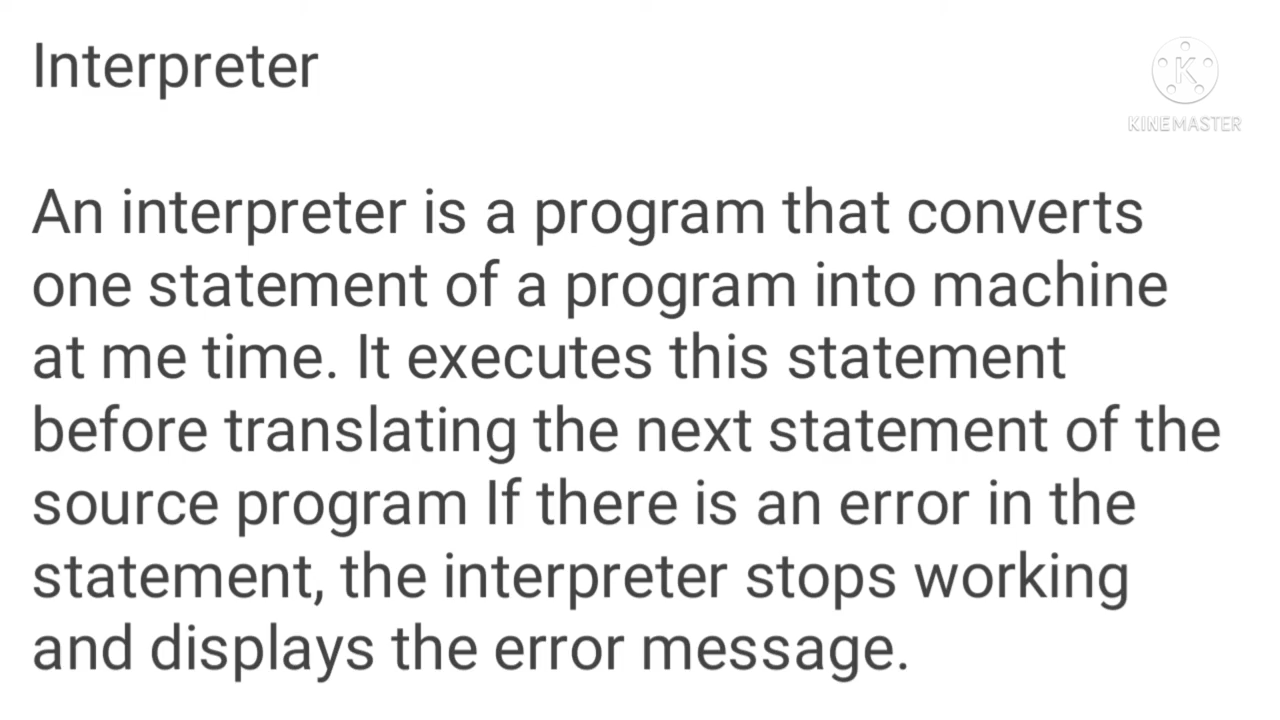 Interpreter
KINEMASTER
An interpreter is a program that converts
one statement of a program into machine
at me time. It executes this statement
before translating the next statement of the
source program If there is an error in the
statement, the interpreter stops working
and displays the error message.